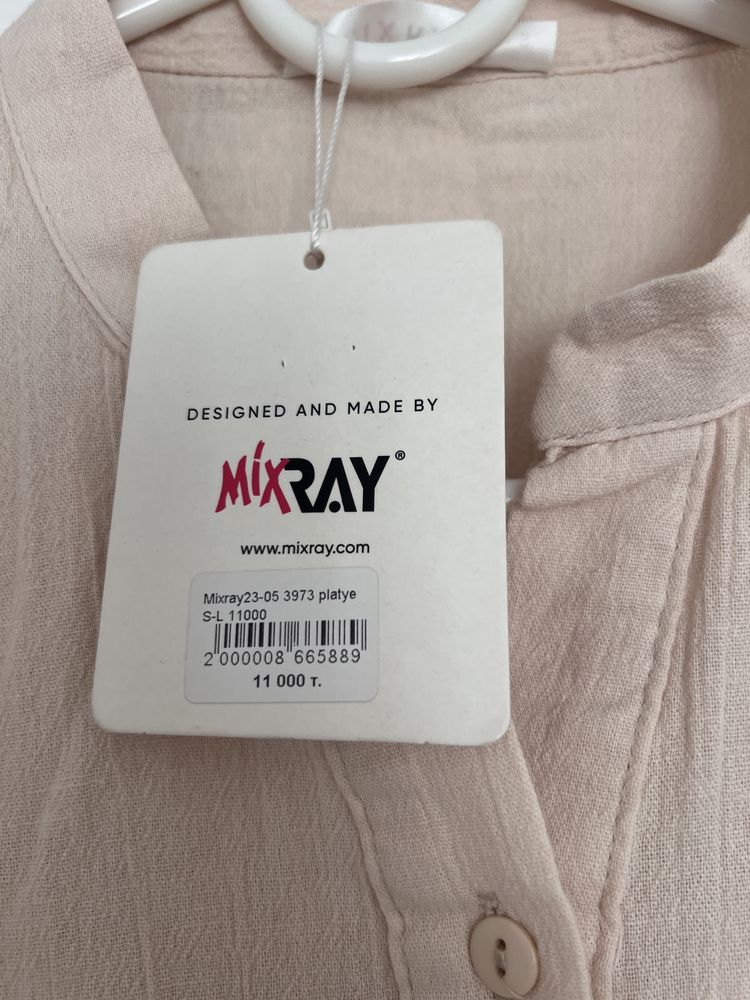 DESIGNED AND MADE BY
MixRAY®
www.mixray.com
Mixray23-05 3973 platye
S-L 11000
2 000008 665889
11 000 т.